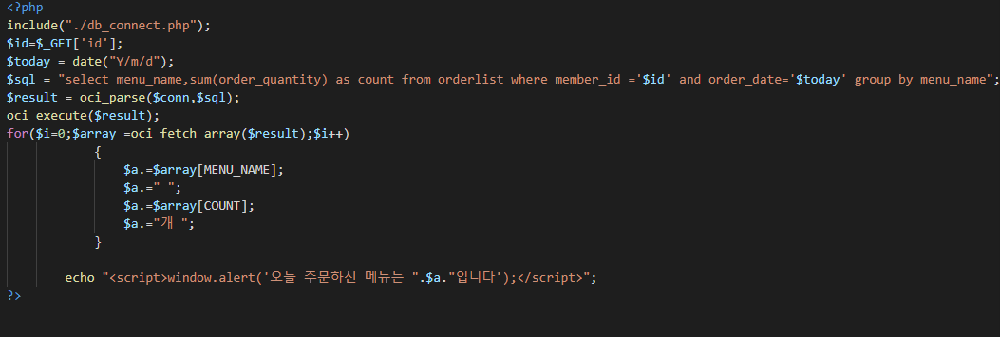 <?php
include("./db_connect.php");
$id=$_GET['id'];
$today = date("Y/m/d");
$sql = "select menu_name,sum(order_quantity) as count from orderlist where member_id ='$id' and order_date='$today' group by menu_name";
$result = oci_parse($conn,$sql);
oci_execute($result);
for($i=0;$array =oci_fetch_array($result);$i++)
{
$a.=$array[MENU_NAME];
$a.=" ";
$a.=$array[COUNT];
$a.="개 ";
}
echo "<script>window.alert('오늘 주문하신 메뉴는 ".$a."입니다');</script>";
?>